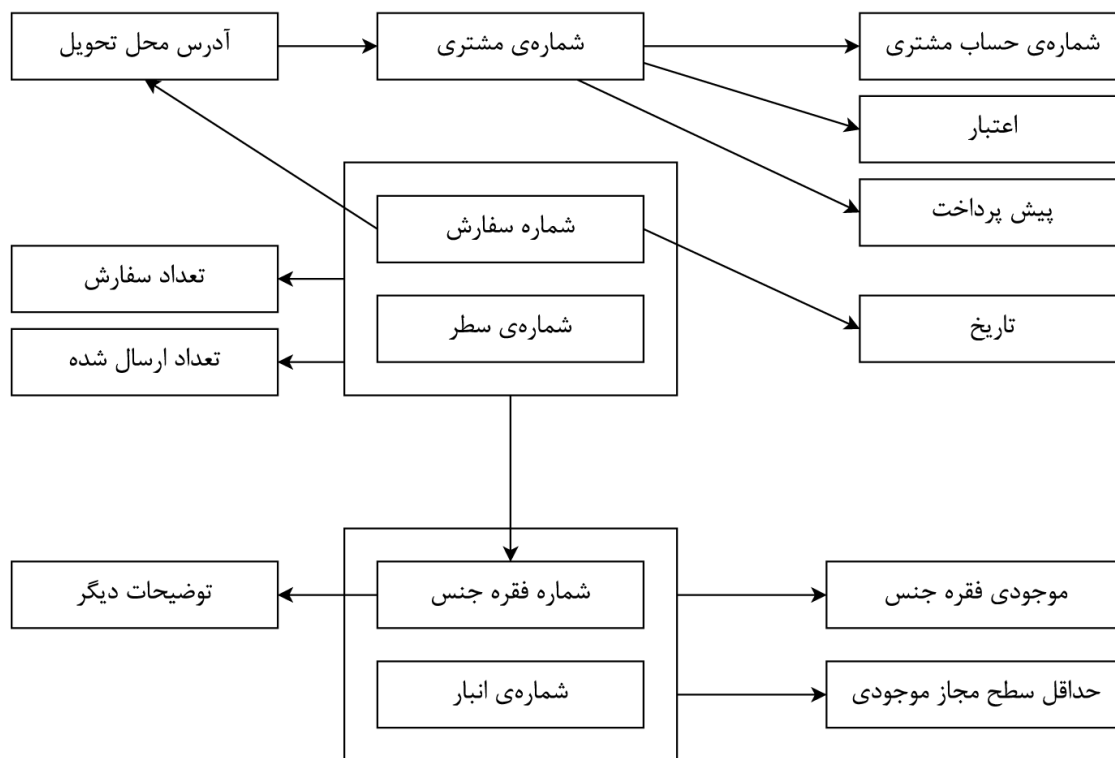 شماره‌ی حساب مشتری
شماره‌ی مشتری
آدرس محل تحویل
اعتبار
پیش پرداخت
شماره سفارش
تعداد سفارش
تاریخ
شماره‌ی سطر
تعداد ارسال شده
موجودی فقره جنس
شماره فقره جنس
توضیحات دیگر
حداقل سطح مجاز موجودی
شماره‌ی انبار